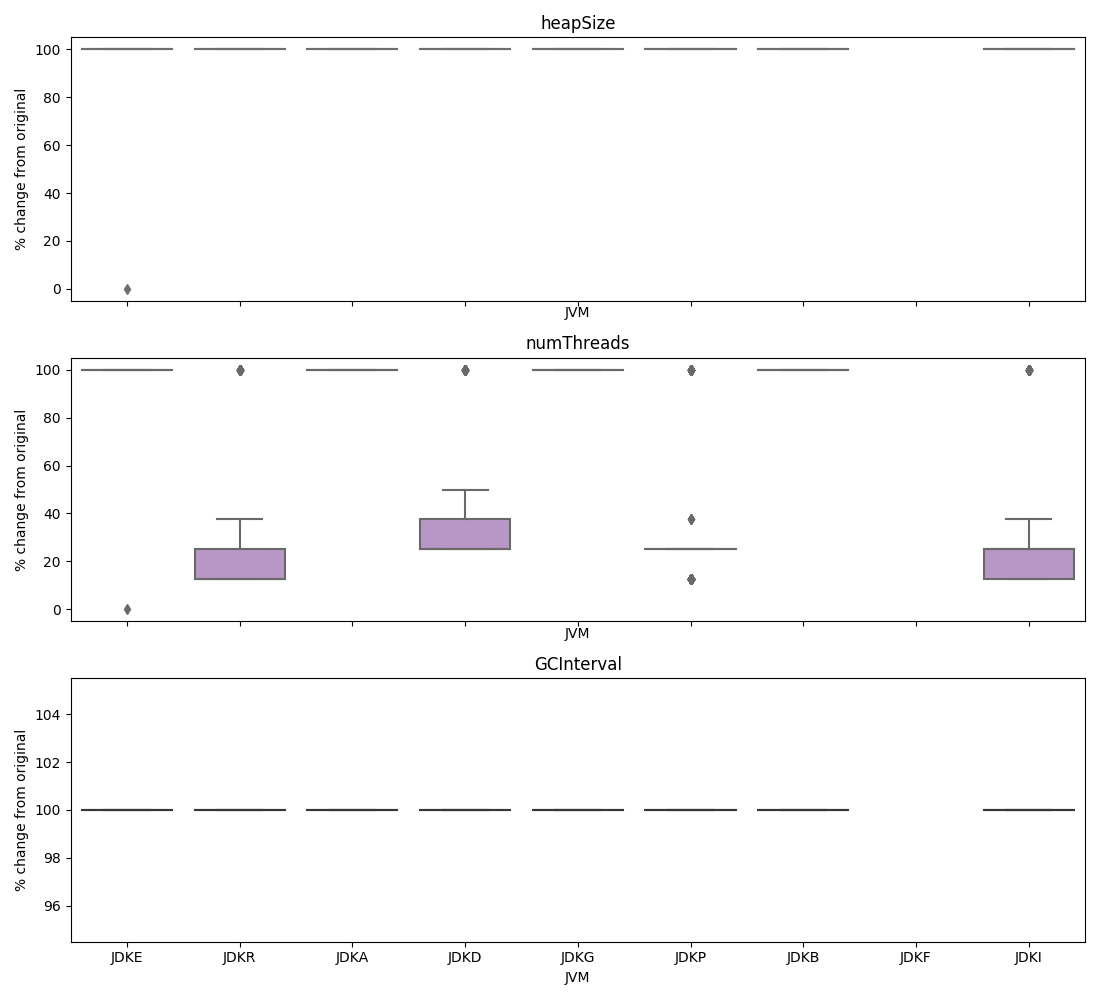 heapSize
% change from original
100
80
60
40
20
0
JVM
numThreads
% change from original
100
80
60
40
20
0
JVM
GCInterval
% change from original
104
102
100
98
96
JDKE JDKR JDKA JDKD JDKG JDKP JDKB JDKF JDKI
JVM